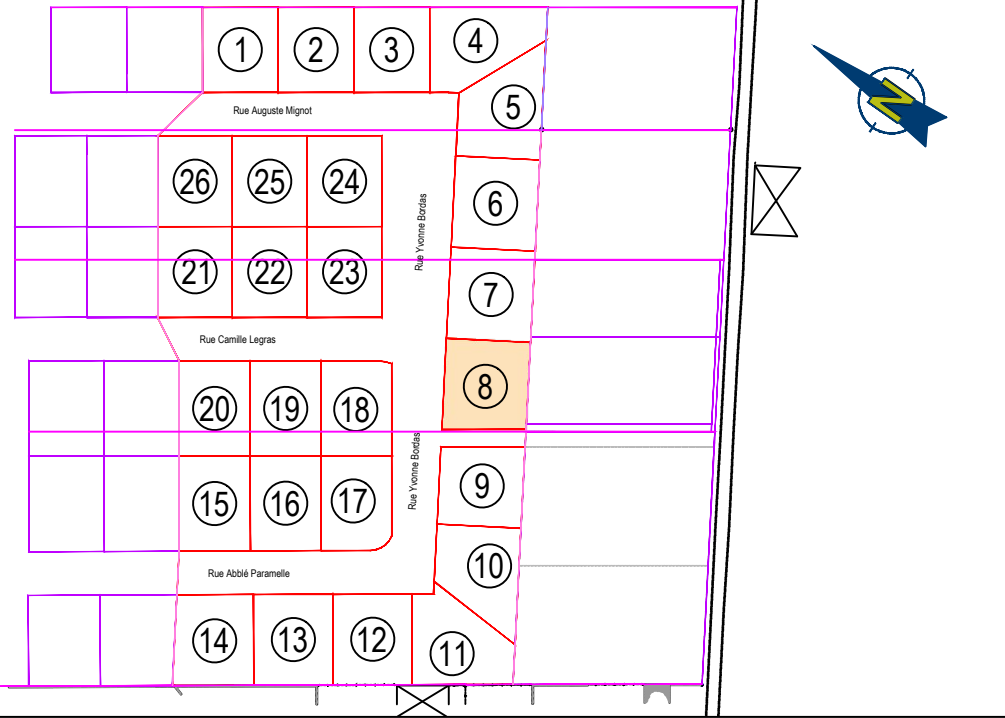 1 2 3 4
5
Rue Auguste Mignot
26 25 24
6
Rue Yvonne Bordas
21 22 23
7
Rue Camille Legras
8
20 19 18
Rue Yvonne Bordas
9
15 16 17
10
Rue Abblé Paramelle
14 13 12 11
N